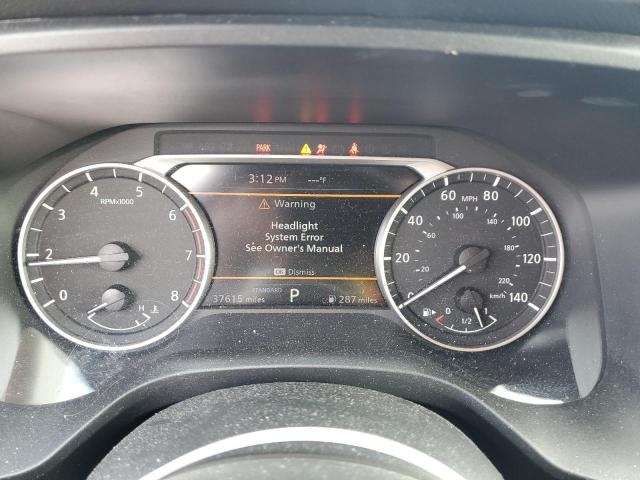 PARK
3:12 PM ---°F
Warning
Headlight
System Error
See Owner's Manual
OK Dismiss
STANDARD
37615 miles P 287 miles
RPMx1000
0 2 3 4 5 6 7 8
H
MPH
km/h
0 20 40 60 80 100 120 140
20 60 100 140 180 220
0 1/2 1